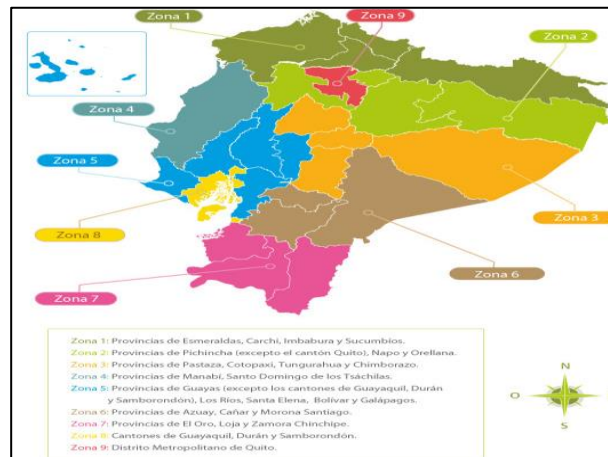 Zona 1
Zona 9
Zona 2
Zona 4
Zona 5
Zona 8
Zona 3
Zona 6
Zona 7
Zona 1: Provincias de Esmeraldas, Carchi, Imbabura y Sucumbíos.
Zona 2: Provincias de Pichincha (excepto el cantón Quito), Napo y Orellana.
Zona 3: Provincias de Pastaza, Cotopaxi, Tungurahua y Chimborazo.
Zona 4: Provincias de Manabí, Santo Domingo de los Tsáchilas.
Zona 5: Provincias de Guayas (excepto los cantones de Guayaquil, Durán
y Samborondón), Los Ríos, Santa Elena, Bolívar y Galápagos.
Zona 6: Provincias de Azuay, Cañar y Morona Santiago.
Zona 7: Provincias de El Oro, Loja y Zamora Chinchipe.
Zona 8: Cantones de Guayaquil, Durán y Samborondón.
Zona 9: Distrito Metropolitano de Quito.
N
O
E
S